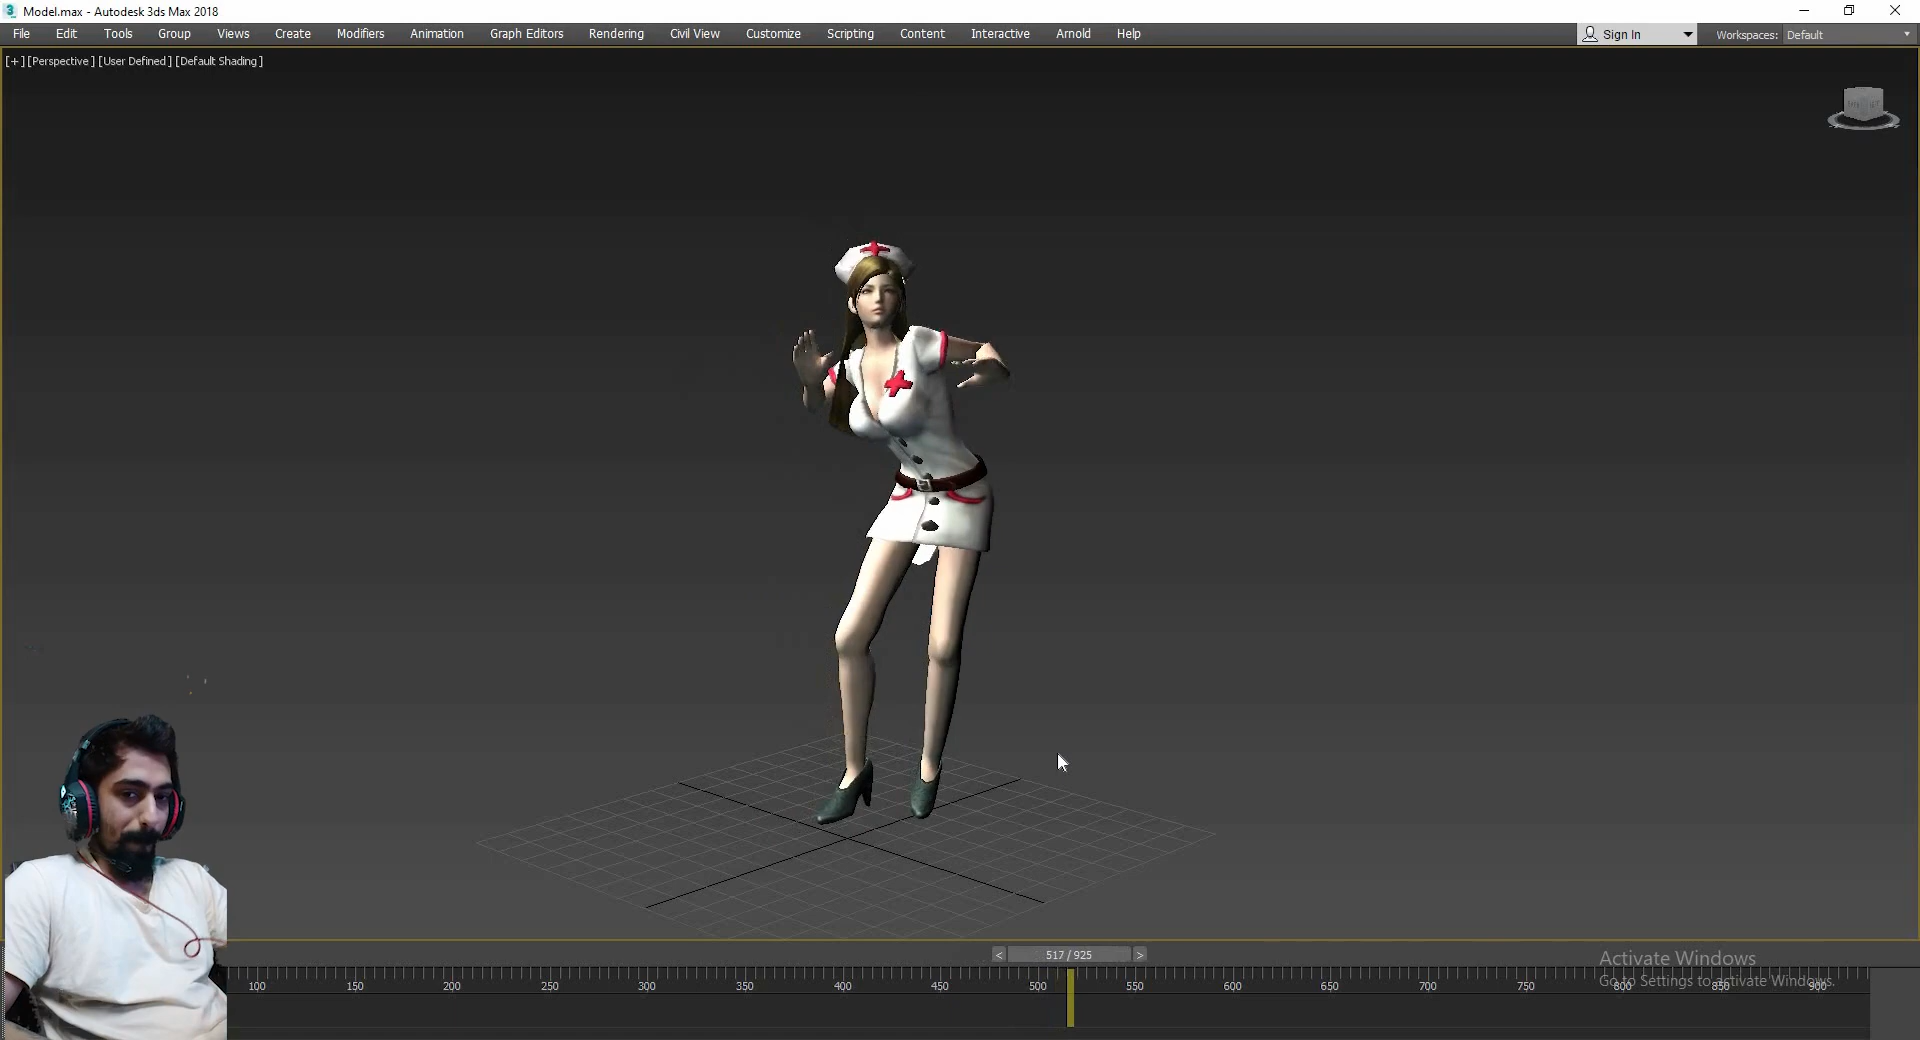 3 Model.max - Autodesk 3ds Max 2018
File Edit Tools Group Views Create Modifiers Animation Graph Editors Rendering Civil View Customize Scripting Content Interactive Arnold Help Sign In Workspaces: Default
[+] [Perspective] [User Defined] [Default Shading]
< 517 / 925 >
Activate Windows
Go to Settings to activate Windows.
100 150 200 250 300 350 400 450 500 550 600 650 700 750 800 850 900